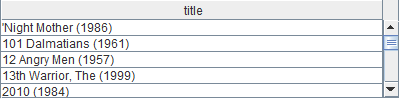 title
'Night Mother (1986)
101 Dalmatians (1961)
12 Angry Men (1957)
13th Warrior, The (1999)
2010 (1984)